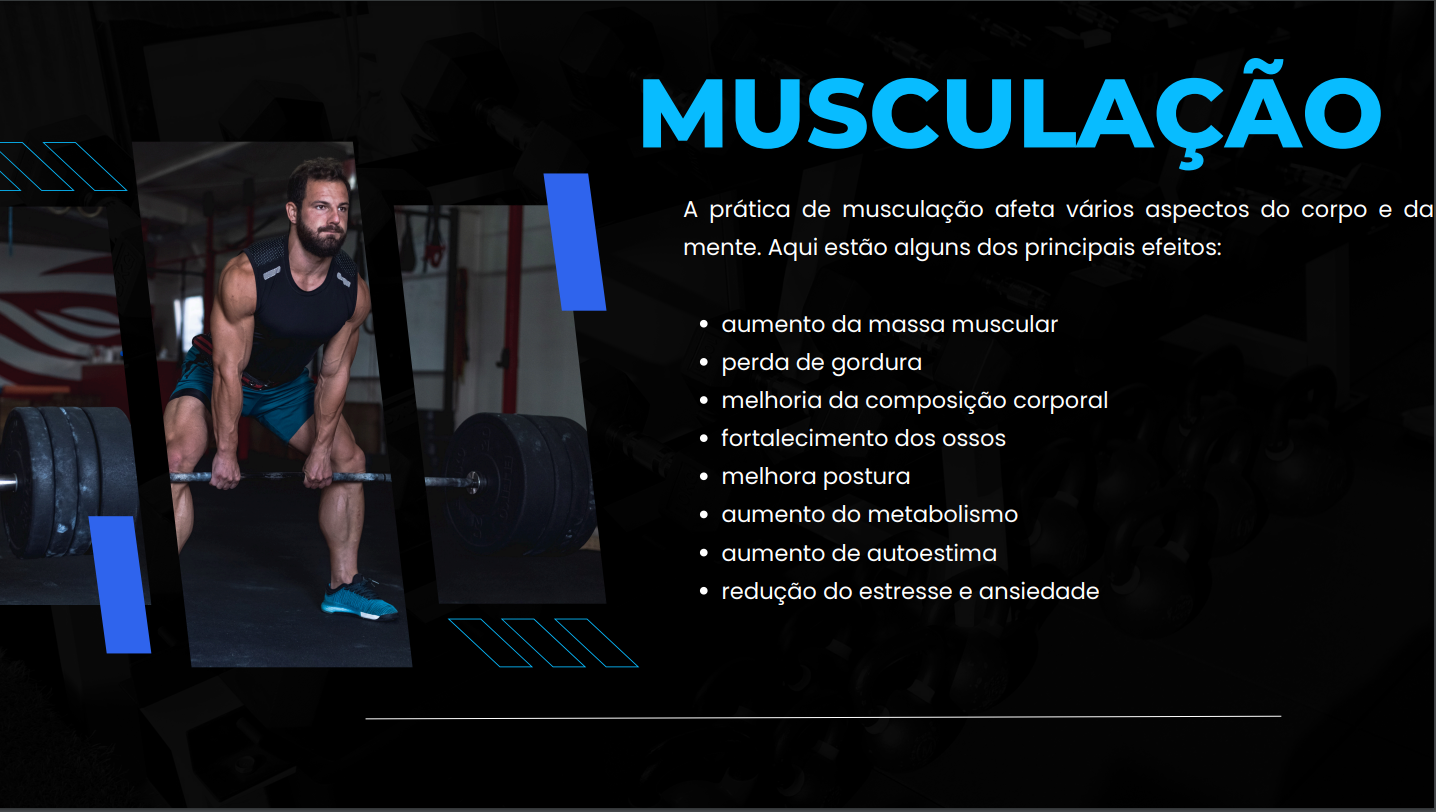 MUSCULAÇÃO
A prática de musculação afeta vários aspectos do corpo e da
mente. Aqui estão alguns dos principais efeitos:
• aumento da massa muscular
• perda de gordura
• melhoria da composição corporal
• fortalecimento dos ossos
• melhora postura
• aumento do metabolismo
• aumento de autoestima
• redução do estresse e ansiedade